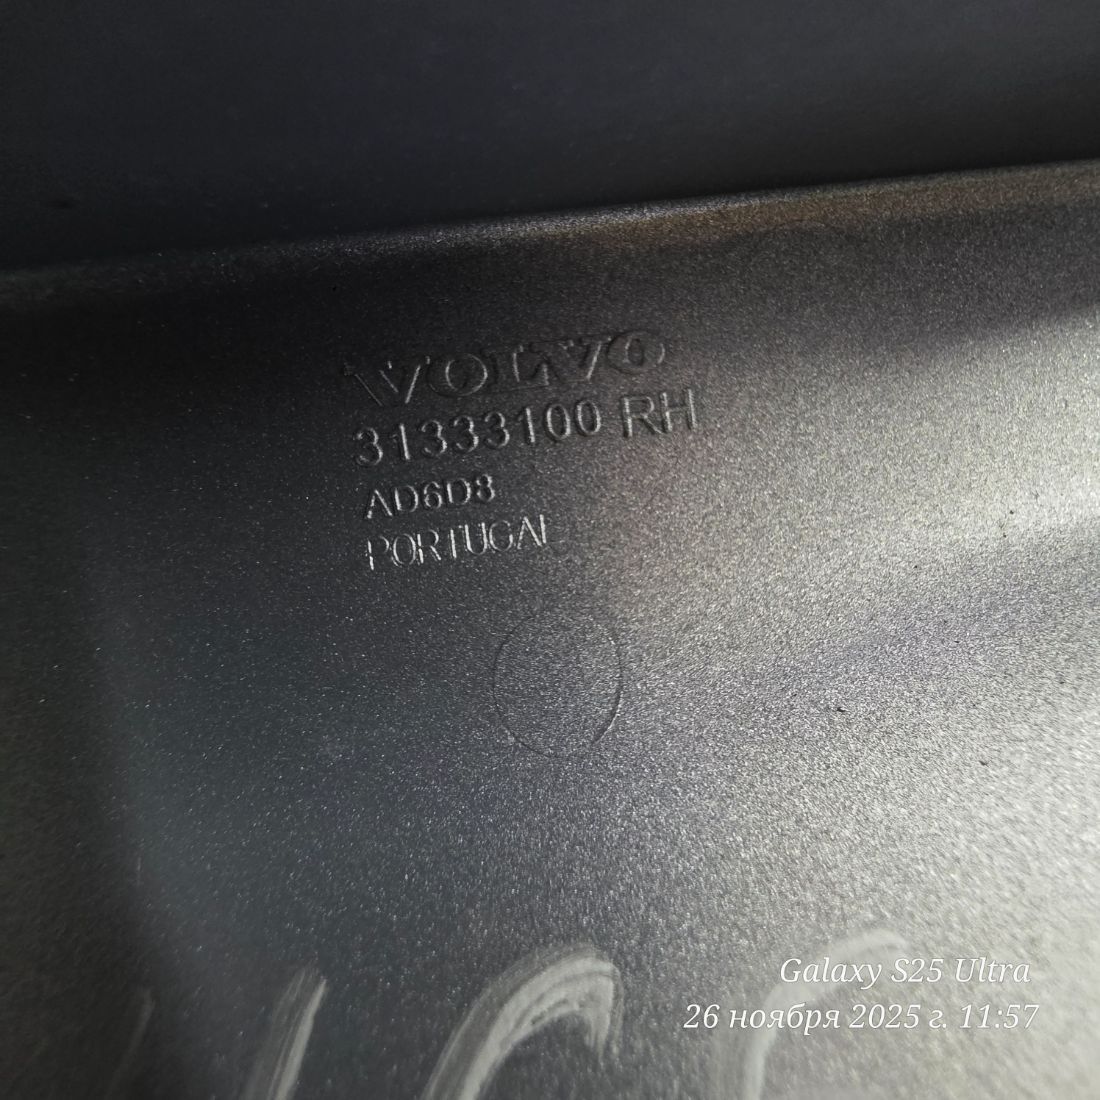 VOLVO
31333100 RH
AD6D8
PORTUGAL
Galaxy S25 Ultra
26 ноября 2025 г. 11:57